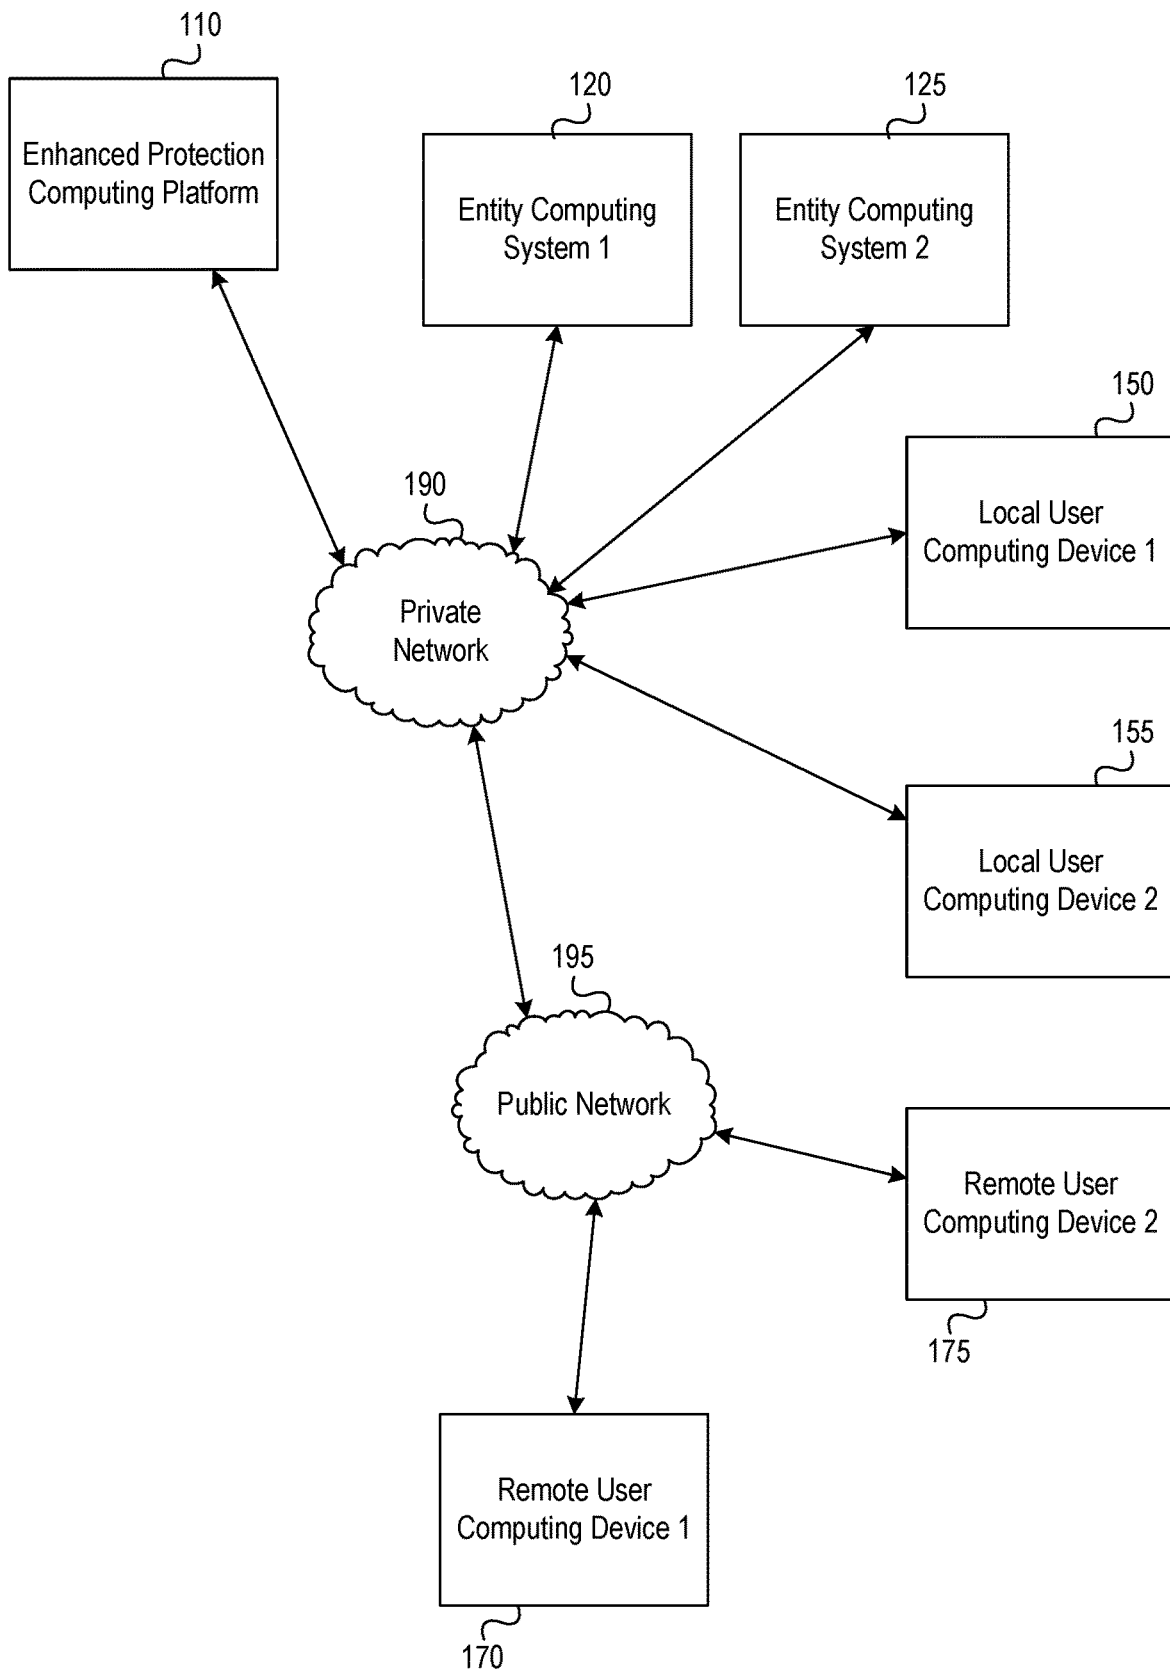 110
Enhanced Protection
Computing Platform
120
Entity Computing
System 1
125
Entity Computing
System 2
150
Local User
Computing Device 1
190
Private
Network
155
Local User
Computing Device 2
195
Public Network
Remote User
Computing Device 2
175
Remote User
Computing Device 1
170